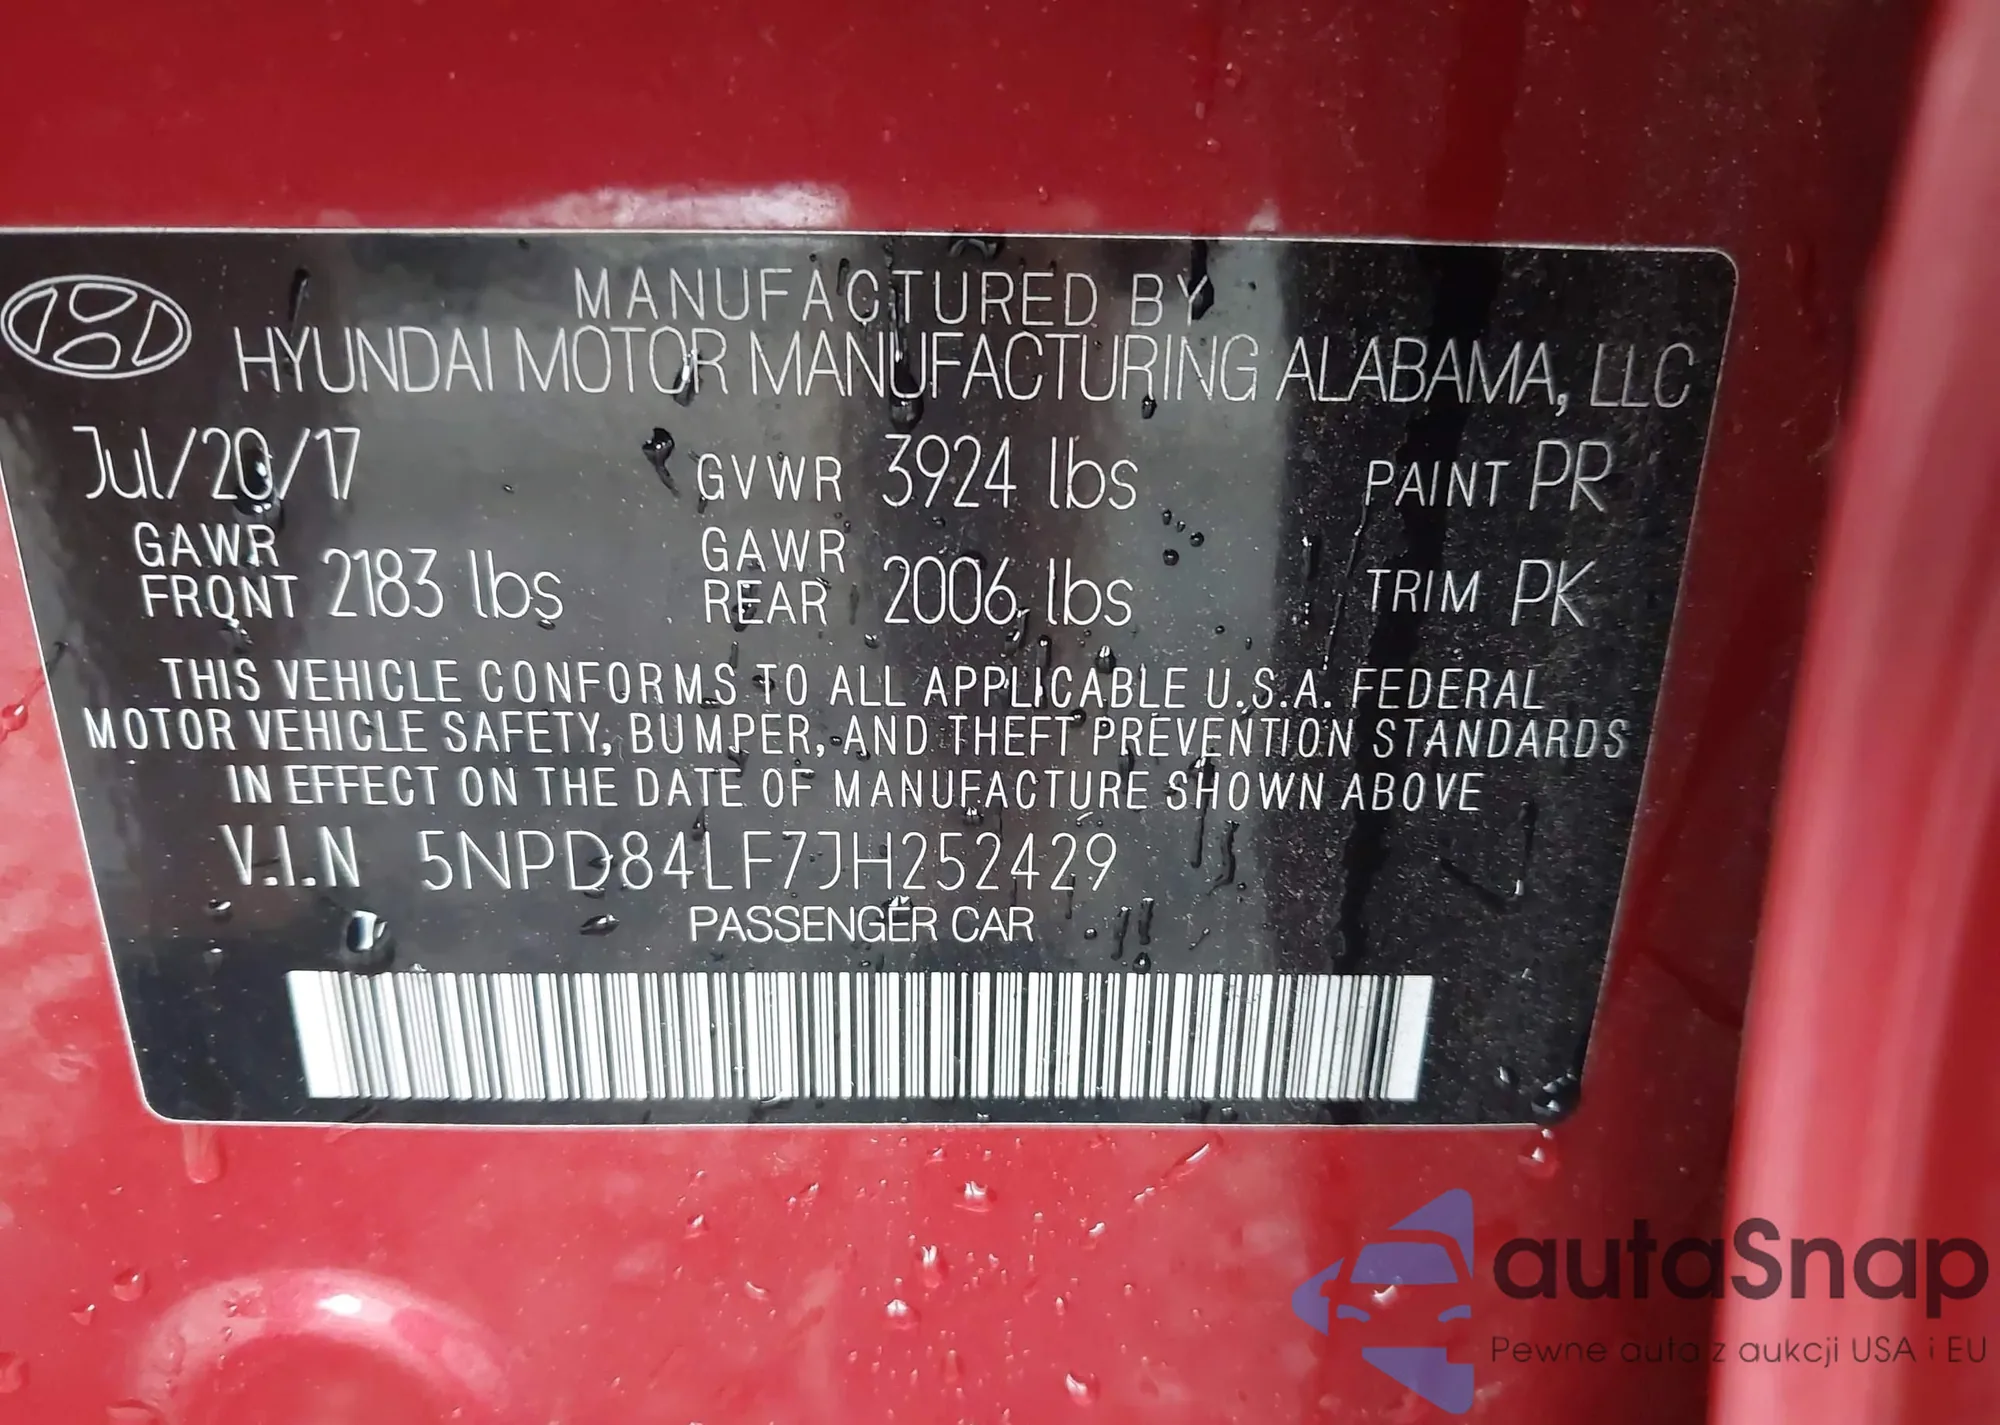 MANUFACTURED BY
HYUNDAI MOTOR MANUFACTURING ALABAMA, LLC
Jul/20/17 GVWR 3924 lbs PAINT PR
GAWR FRONT 2183 lbs GAWR REAR 2006 lbs TRIM PK
THIS VEHICLE CONFORMS TO ALL APPLICABLE U.S.A. FEDERAL
MOTOR VEHICLE SAFETY, BUMPER, AND THEFT PREVENTION STANDARDS
IN EFFECT ON THE DATE OF MANUFACTURE SHOWN ABOVE
V.I.N 5NPD84LF7JH252429
PASSENGER CAR
autaSnap
Pewne auta z aukcji USA i EU